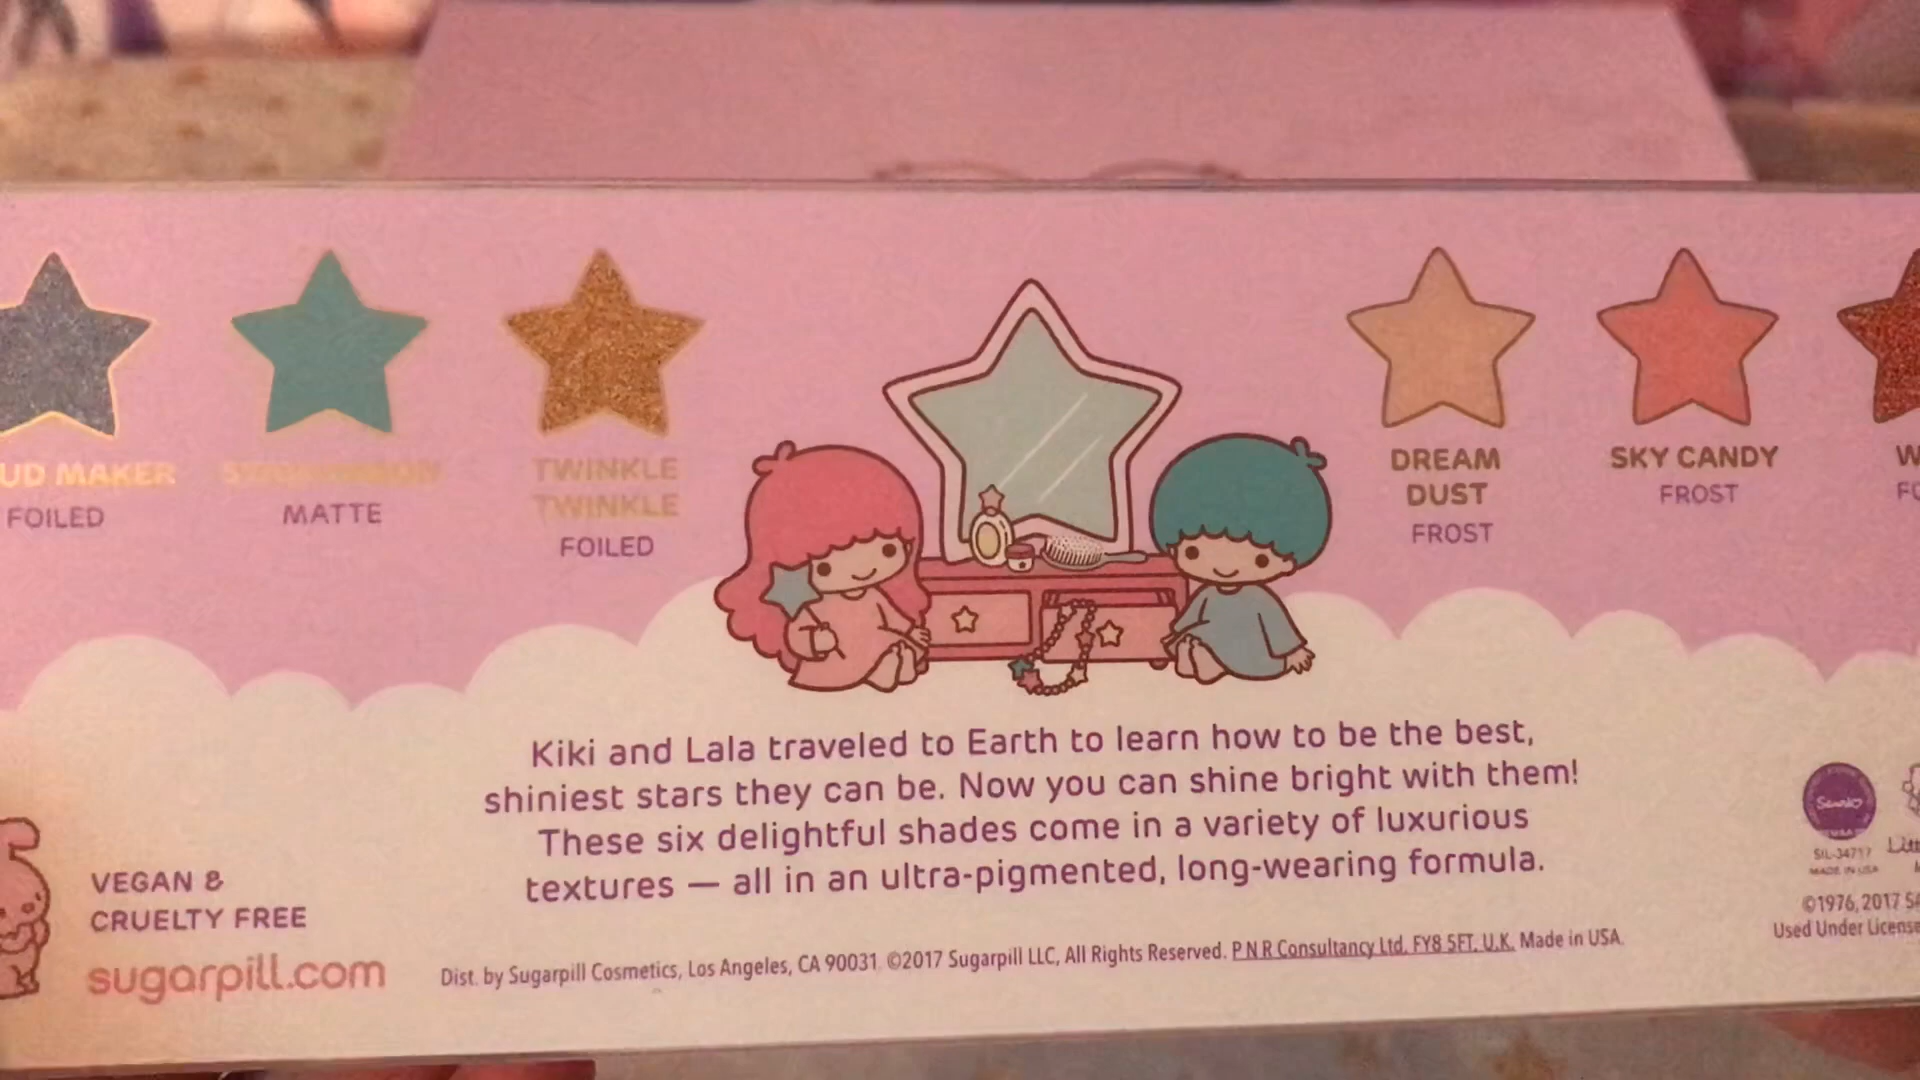 UD MAKER
FOILED
MATTE
TWINKLE
TWINKLE
FOILED
DREAM
DUST
FROST
SKY CANDY
FROST
W
FO
Kiki and Lala traveled to Earth to learn how to be the best,
shiniest stars they can be. Now you can shine bright with them!
These six delightful shades come in a variety of luxurious
textures — all in an ultra-pigmented, long-wearing formula.
VEGAN &
CRUELTY FREE
sugarpill.com
Dist. by Sugarpill Cosmetics, Los Angeles, CA 90031 ©2017 Sugarpill LLC, All Rights Reserved. P N R Consultancy Ltd. FY8 5FT. U.K. Made in USA.
Sanrio
SIL-34717
MADE IN USA
Litt
©1976, 2017 SA
Used Under License